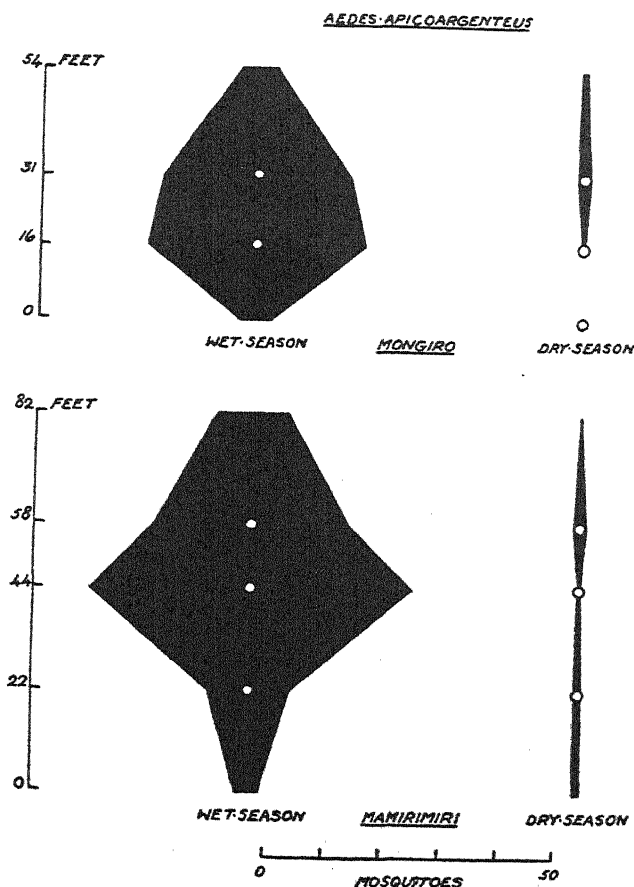 AEDES·APICOARGENTEUS
54 FEET
31
16
0
WET·SEASON MONGIRO DRY·SEASON
82 FEET
58
44
22
0
WET·SEASON MAMIRIMIRI DRY·SEASON
0 50
MOSQUITOES